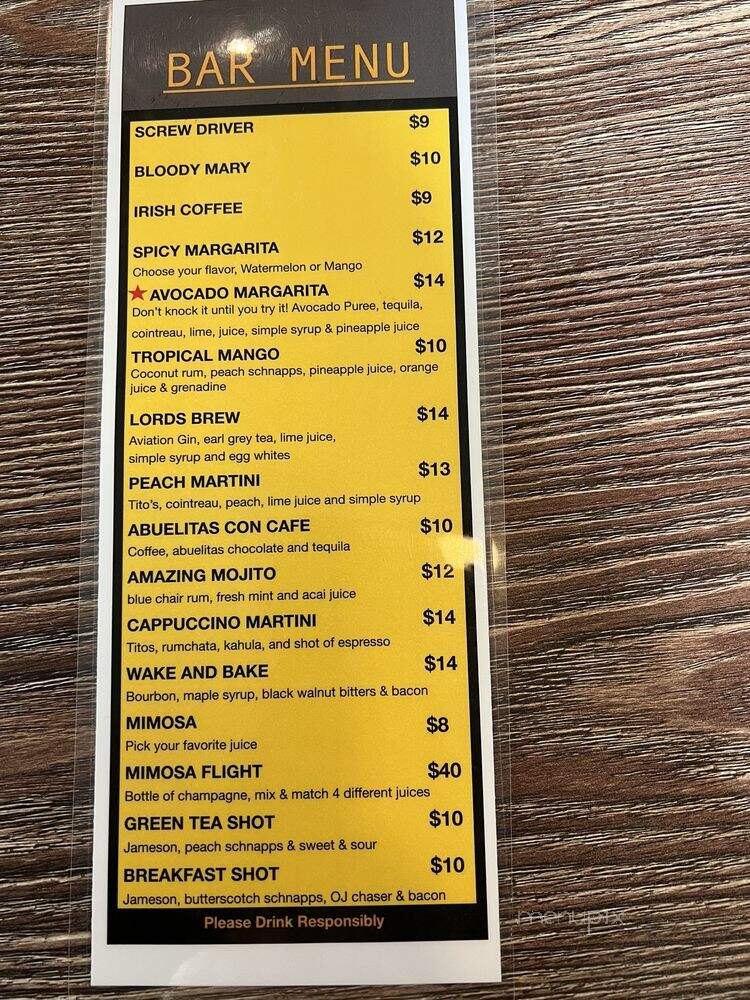 BAR MENU
SCREW DRIVER $9
BLOODY MARY $10
IRISH COFFEE $9
SPICY MARGARITA $12
Choose your flavor, Watermelon or Mango
★ AVOCADO MARGARITA $14
Don't knock it until you try it! Avocado Puree, tequila,
cointreau, lime, juice, simple syrup & pineapple juice
TROPICAL MANGO $10
Coconut rum, peach schnapps, pineapple juice, orange
juice & grenadine
LORDS BREW $14
Aviation Gin, earl grey tea, lime juice,
simple syrup and egg whites
PEACH MARTINI $13
Tito's, cointreau, peach, lime juice and simple syrup
ABUELITAS CON CAFE $10
Coffee, abuelitas chocolate and tequila
AMAZING MOJITO $12
blue chair rum, fresh mint and acai juice
CAPPUCCINO MARTINI $14
Titos, rumchata, kahula, and shot of espresso
WAKE AND BAKE $14
Bourbon, maple syrup, black walnut bitters & bacon
MIMOSA $8
Pick your favorite juice
MIMOSA FLIGHT $40
Bottle of champagne, mix & match 4 different juices
GREEN TEA SHOT $10
Jameson, peach schnapps & sweet & sour
BREAKFAST SHOT $10
Jameson, butterscotch schnapps, OJ chaser & bacon
Please Drink Responsibly
menupix